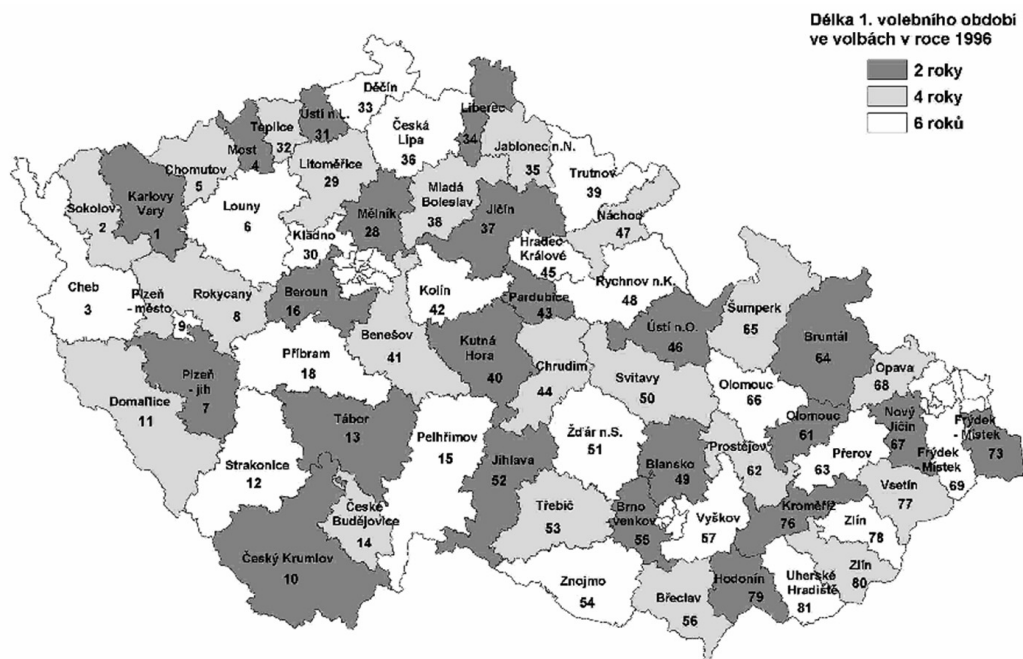 Délka 1. volebního období
ve volbách v roce 1996
2 roky
4 roky
6 roků
Děčín
33
Ústí n.L.
31
Teplice
32
Most
4
Chomutov
5
Liberec
34
Česká
Lípa
36
Jablonec n.N.
35
Litoměřice
29
Trutnov
39
Karlovy
Vary
1
Sokolov
2
Louny
6
Mělník
28
Mladá
Boleslav
38
Jičín
37
Náchod
47
Kladno
30
Hradec
Králové
45
Rychnov n.K.
48
Cheb
3
Plzeň
- město
9
Rokycany
8
Beroun
16
Kolín
42
Pardubice
43
Ústí n.O.
46
Šumperk
65
Bruntál
64
Benešov
41
Kutná
Hora
40
Chrudim
44
Svitavy
50
Příbram
18
Plzeň
- jih
7
Domažlice
11
Olomouc
66
Opava
68
Olomouc
61
Nový
Jičín
67
Frýdek
- Místek
73
Frýdek
Místek
69
Tábor
13
Pelhřimov
15
Žďár n.S.
51
Jihlava
52
Blansko
49
Prostějov
62
Přerov
63
Vsetín
77
Strakonice
12
České
Budějovice
14
Třebíč
53
Brno
venkov
55
Vyškov
57
Kroměříž
76
Zlín
78
Český Krumlov
10
Znojmo
54
Břeclav
56
Hodonín
79
Uherské
Hradiště
81
Zlín
80